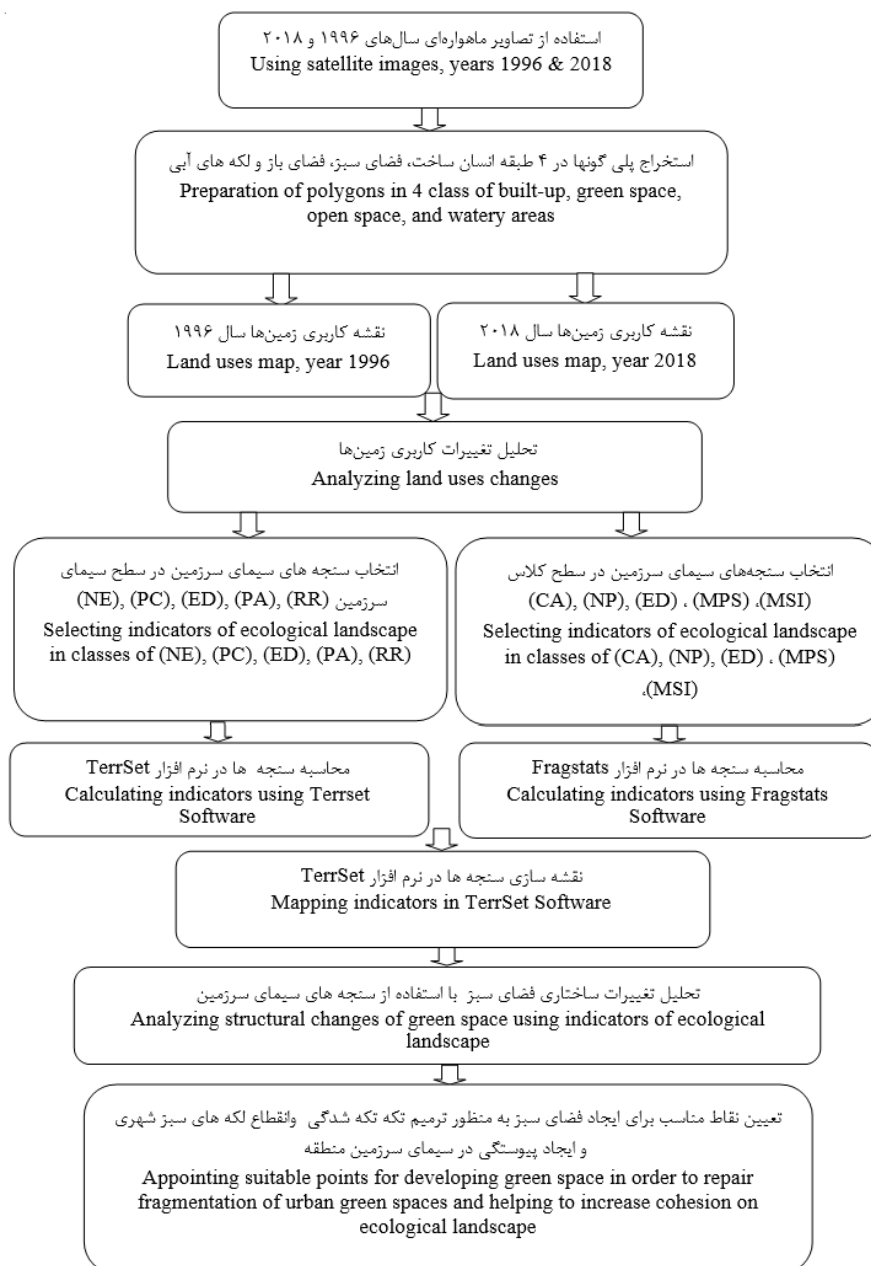 استفاده از تصاویر ماهواره‌ای سال‌های ۱۹۹۶ و ۲۰۱۸
Using satellite images, years 1996 & 2018
استخراج پلی گونها در ۴ طبقه انسان ساخت، فضای سبز، فضای باز و لکه های آبی
Preparation of polygons in 4 class of built-up, green space,
open space, and watery areas
نقشه کاربری زمین‌ها سال ۱۹۹۶
Land uses map, year 1996
نقشه کاربری زمین‌ها سال ۲۰۱۸
Land uses map, year 2018
تحلیل تغییرات کاربری زمین‌ها
Analyzing land uses changes
انتخاب سنجه های سیمای سرزمین در سطح سیمای
سرزمین (NE), (PC), (ED), (PA), (RR)
Selecting indicators of ecological landscape
in classes of (NE), (PC), (ED), (PA), (RR)
انتخاب سنجه‌های سیمای سرزمین در سطح کلاس
(CA), (NP), (ED) ، (MPS) ،(MSI)
Selecting indicators of ecological landscape
in classes of (CA), (NP), (ED) ، (MPS)
،(MSI)
محاسبه سنجه ها در نرم افزار TerrSet
Calculating indicators using Terrset
Software
محاسبه سنجه ها در نرم افزار Fragstats
Calculating indicators using Fragstats
Software
نقشه سازی سنجه ها در نرم افزار TerrSet
Mapping indicators in TerrSet Software
تحلیل تغییرات ساختاری فضای سبز با استفاده از سنجه های سیمای سرزمین
Analyzing structural changes of green space using indicators of ecological
landscape
تعیین نقاط مناسب برای ایجاد فضای سبز به منظور ترمیم تکه تکه شدگی وانقطاع لکه های سبز شهری
و ایجاد پیوستگی در سیمای سرزمین منطقه
Appointing suitable points for developing green space in order to repair
fragmentation of urban green spaces and helping to increase cohesion on
ecological landscape